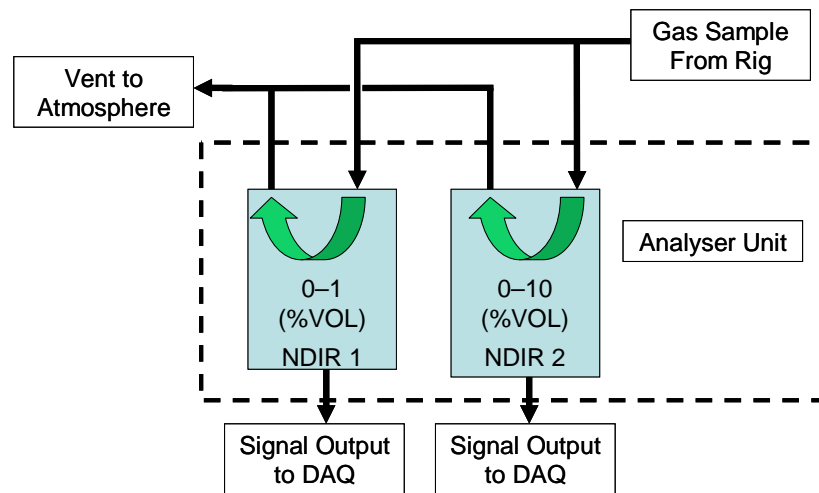 Gas Sample
From Rig
Vent to
Atmosphere
Analyser Unit
0–1
(%VOL)
NDIR 1
0–10
(%VOL)
NDIR 2
Signal Output
to DAQ
Signal Output
to DAQ